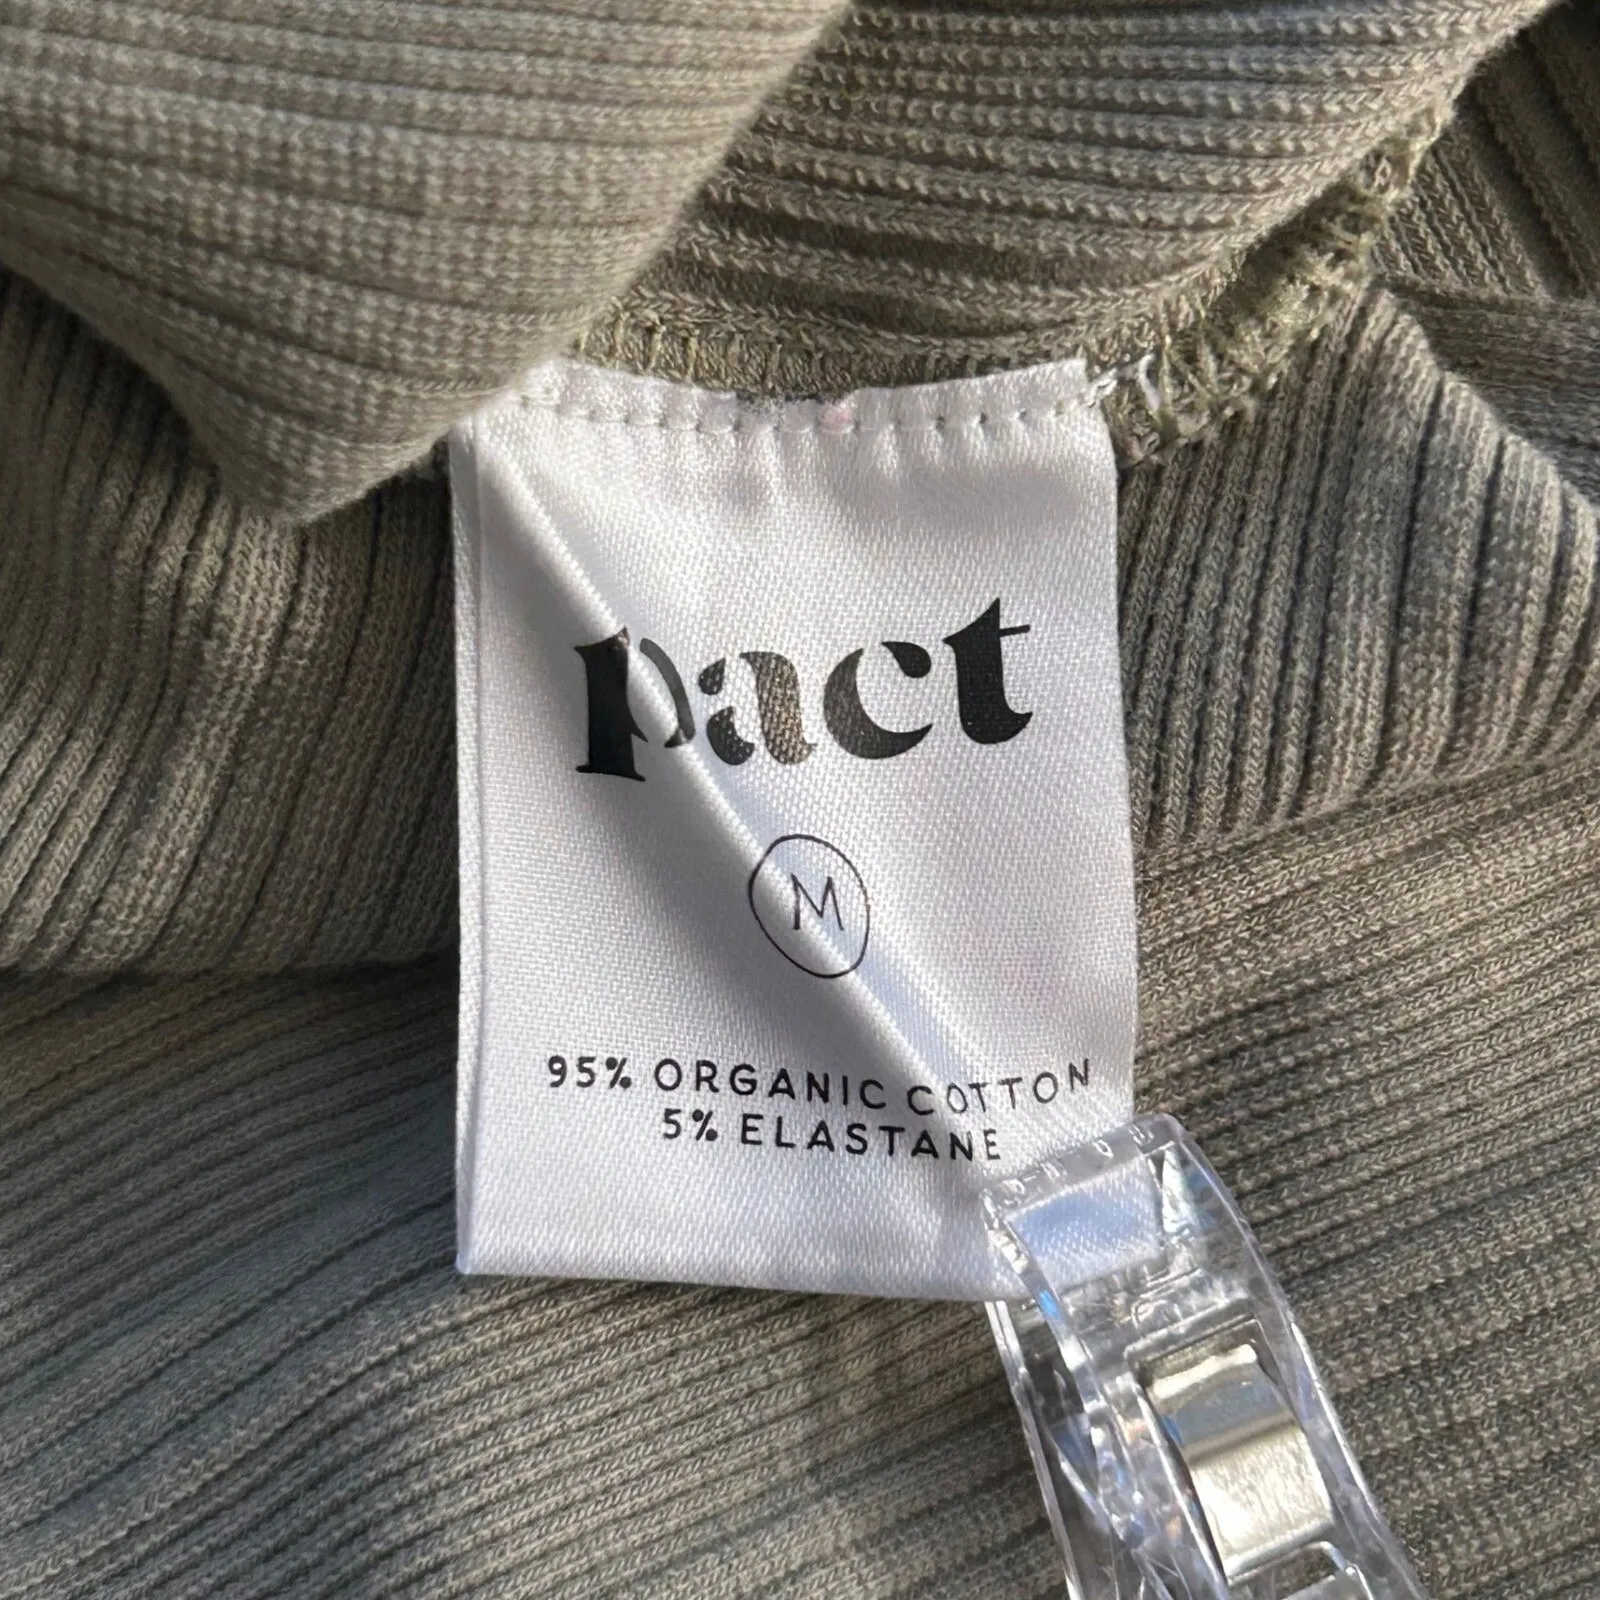 pact
M
95% ORGANIC COTTON
5% ELASTANE